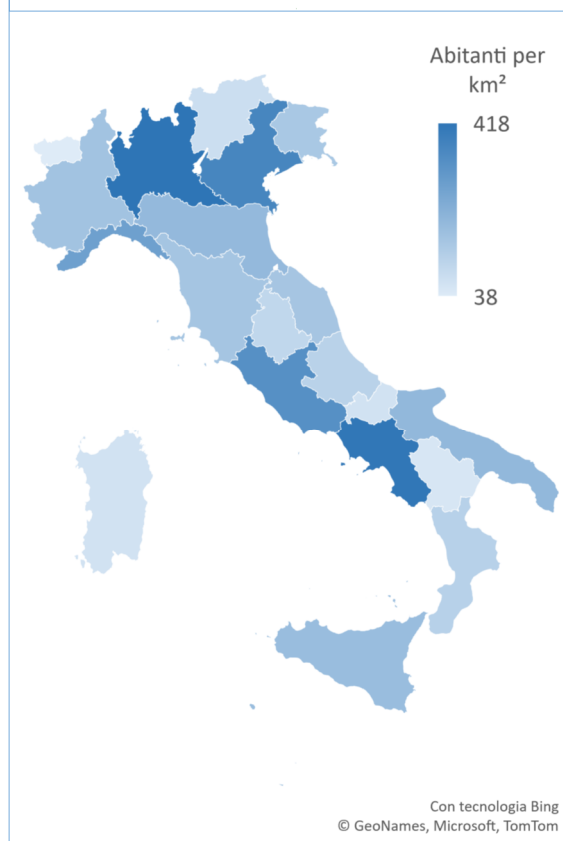 Abitanti per
km²
418
38
Con tecnologia Bing
© GeoNames, Microsoft, TomTom